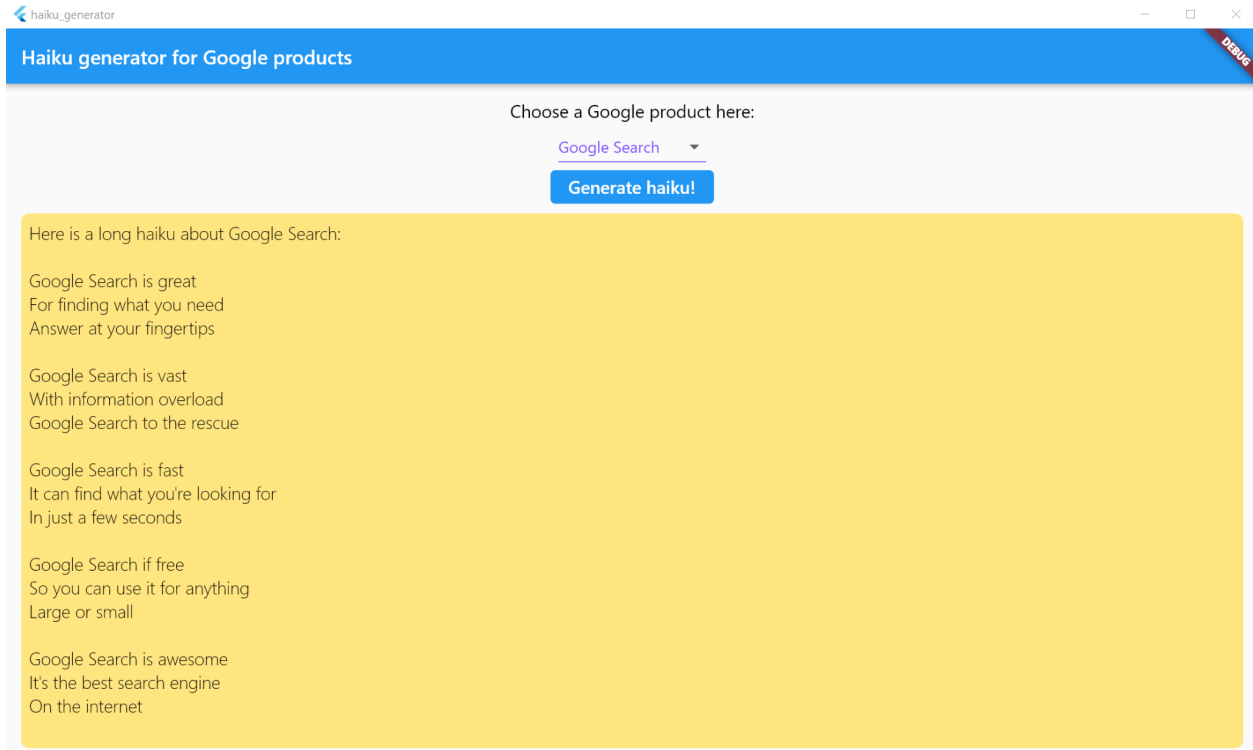 haiku_generator
Haiku generator for Google products
DEBUG
Choose a Google product here:
Google Search
Generate haiku!
Here is a long haiku about Google Search:
Google Search is great
For finding what you need
Answer at your fingertips
Google Search is vast
With information overload
Google Search to the rescue
Google Search is fast
It can find what you're looking for
In just a few seconds
Google Search if free
So you can use it for anything
Large or small
Google Search is awesome
It's the best search engine
On the internet